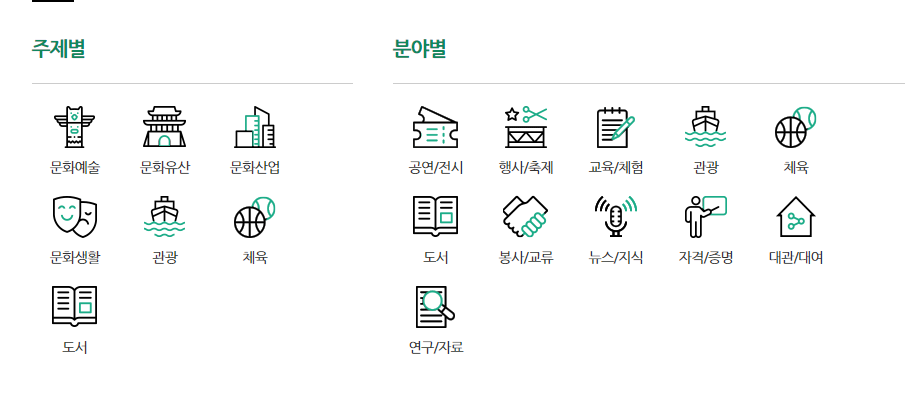 주제별
문화예술 문화유산 문화산업
문화생활 관광 체육
도서
분야별
공연/전시 행사/축제 교육/체험 관광 체육
도서 봉사/교류 뉴스/지식 자격/증명 대관/대여
연구/자료